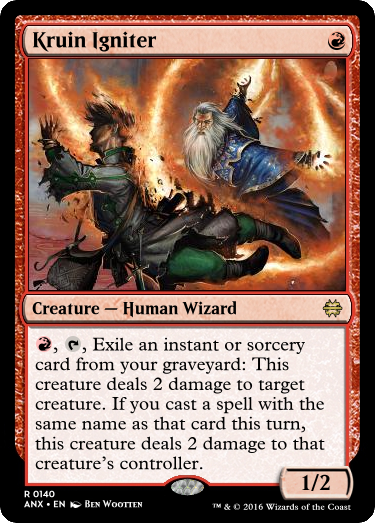 Kruin Igniter
Creature — Human Wizard
, , Exile an instant or sorcery
card from your graveyard: This
creature deals 2 damage to target
creature. If you cast a spell with the
same name as that card this turn,
this creature deals 2 damage to that
creature's controller.
1/2
R 0140
ANX • EN Ben Wootten
™ & © 2016 Wizards of the Coast